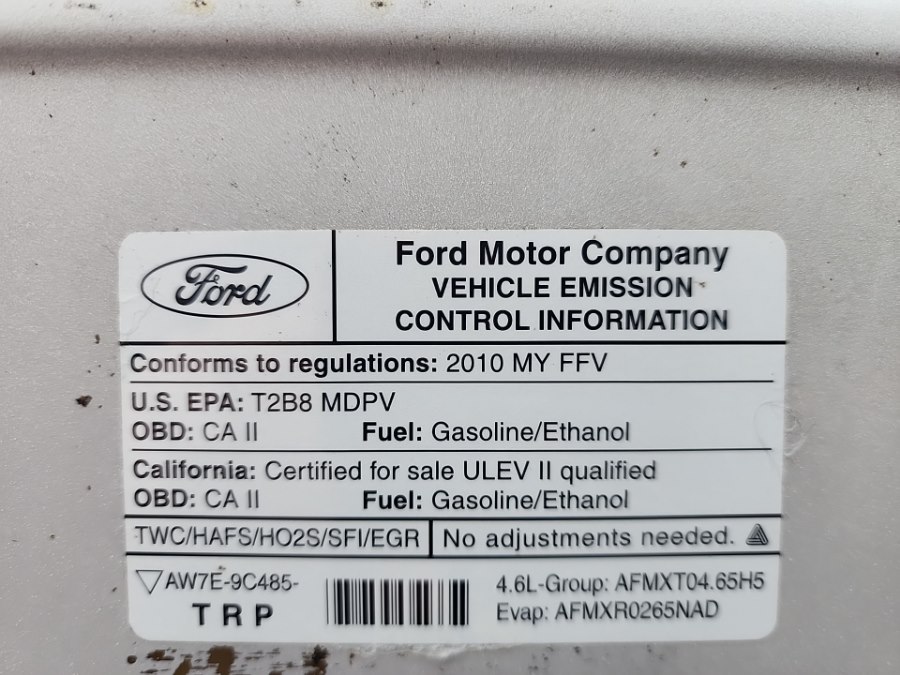 Ford
Ford Motor Company
VEHICLE EMISSION
CONTROL INFORMATION
Conforms to regulations: 2010 MY FFV
U.S. EPA: T2B8 MDPV
OBD: CA II Fuel: Gasoline/Ethanol
California: Certified for sale ULEV II qualified
OBD: CA II Fuel: Gasoline/Ethanol
TWC/HAFS/HO2S/SFI/EGR No adjustments needed.
AW7E-9C485-
TRP
4.6L-Group: AFMXT04.65H5
Evap: AFMXR0265NAD